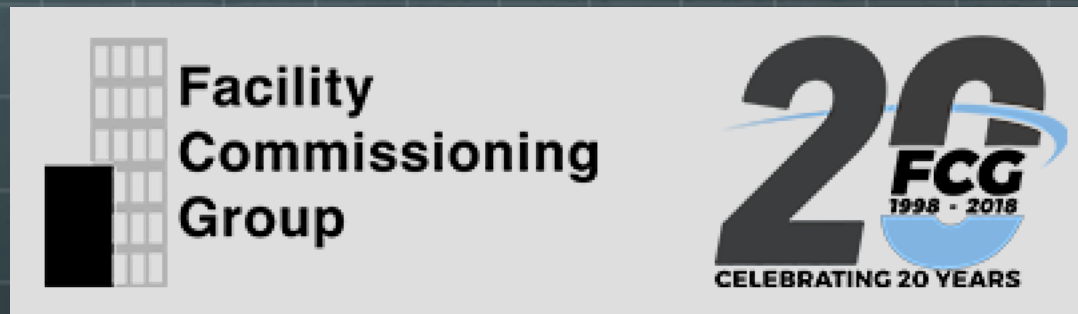 Facility
Commissioning
Group
20
FCG
1998 - 2018
CELEBRATING 20 YEARS